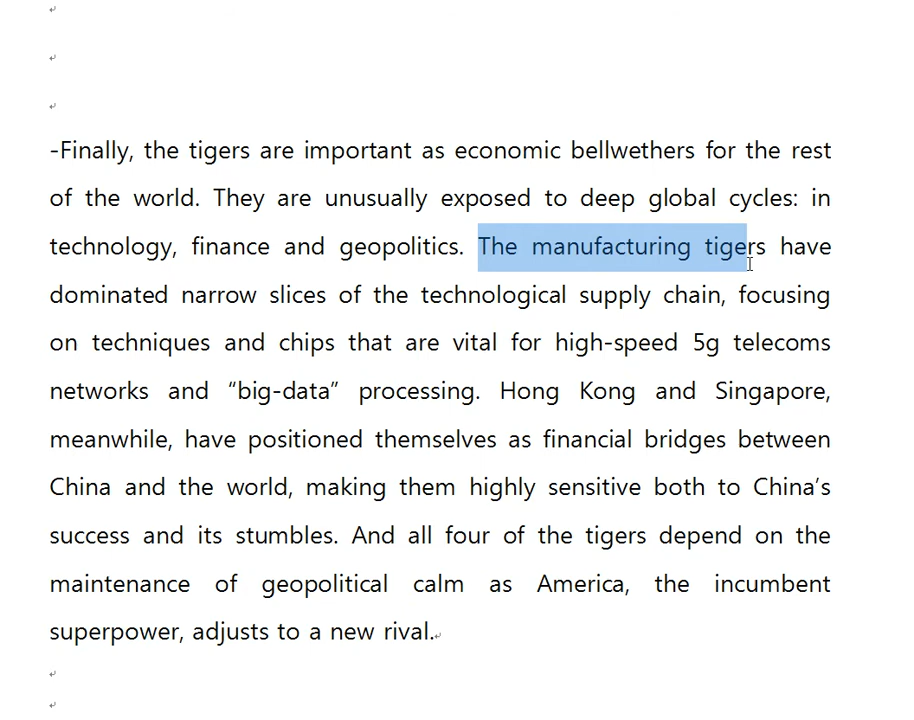 -Finally, the tigers are important as economic bellwethers for the rest
of the world. They are unusually exposed to deep global cycles: in
technology, finance and geopolitics. The manufacturing tigers have
dominated narrow slices of the technological supply chain, focusing
on techniques and chips that are vital for high-speed 5g telecoms
networks and “big-data” processing. Hong Kong and Singapore,
meanwhile, have positioned themselves as financial bridges between
China and the world, making them highly sensitive both to China’s
success and its stumbles. And all four of the tigers depend on the
maintenance of geopolitical calm as America, the incumbent
superpower, adjusts to a new rival.